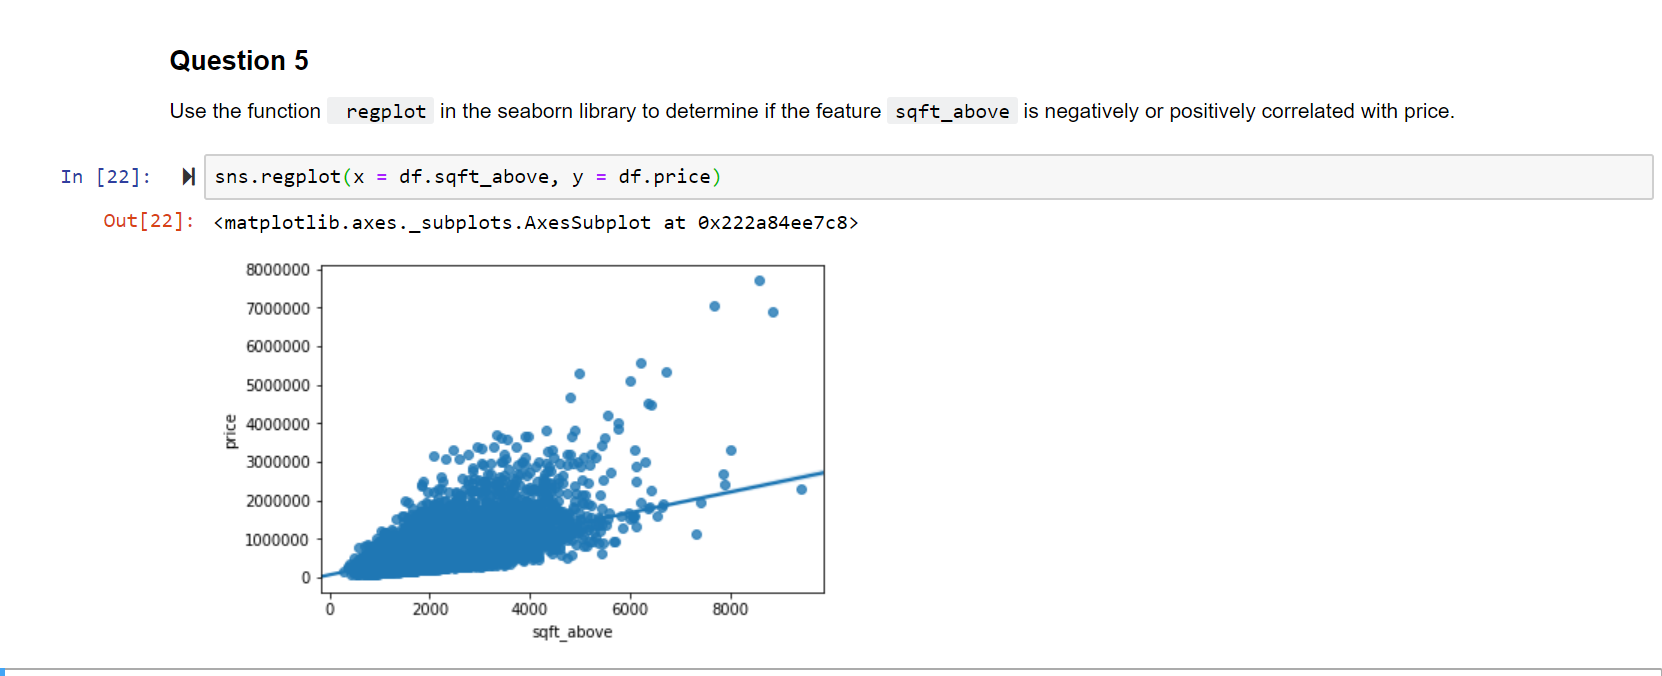 Question 5
Use the function regplot in the seaborn library to determine if the feature sqft_above is negatively or positively correlated with price.
In [22]: sns.regplot(x = df.sqft_above, y = df.price)
Out[22]: <matplotlib.axes._subplots.AxesSubplot at 0x222a84ee7c8>
8000000
7000000
6000000
5000000
4000000
3000000
2000000
1000000
0
price
0 2000 4000 6000 8000
sqft_above